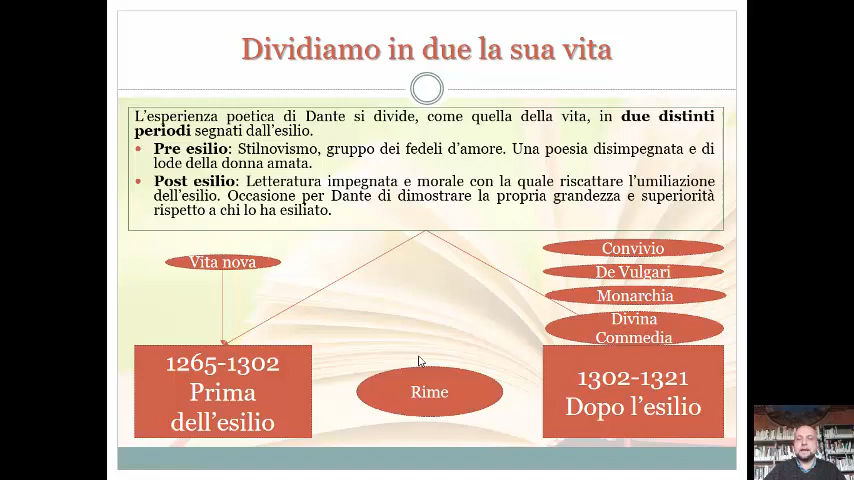 Dividiamo in due la sua vita
L'esperienza poetica di Dante si divide, come quella della vita, in due distinti
periodi segnati dall'esilio.
• Pre esilio: Stilnovismo, gruppo dei fedeli d'amore. Una poesia disimpegnata e di
lode della donna amata.
• Post esilio: Letteratura impegnata e morale con la quale riscattare l'umiliazione
dell'esilio. Occasione per Dante di dimostrare la propria grandezza e superiorità
rispetto a chi lo ha esiliato.
Vita nova
Convivio
De Vulgari
Monarchia
Divina
Commedia
1265-1302
Prima
dell'esilio
Rime
1302-1321
Dopo l'esilio